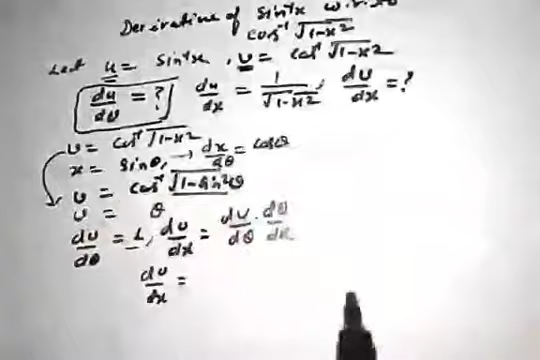 Derivative of sin⁻¹x w.r. to
cos⁻¹ √1-x²
Let u = sin⁻¹x , v = cos⁻¹ √1-x²
du/dv = ? du/dx = 1/√1-x² , dv/dx = ?
v = cos⁻¹ √1-x²
x = sinθ, → dx/dθ = cosθ
v = cos⁻¹ √1-sin²θ
v = θ
dv/dθ = 1, dv/dx = dv/dθ . dθ/dx
dv/dx =